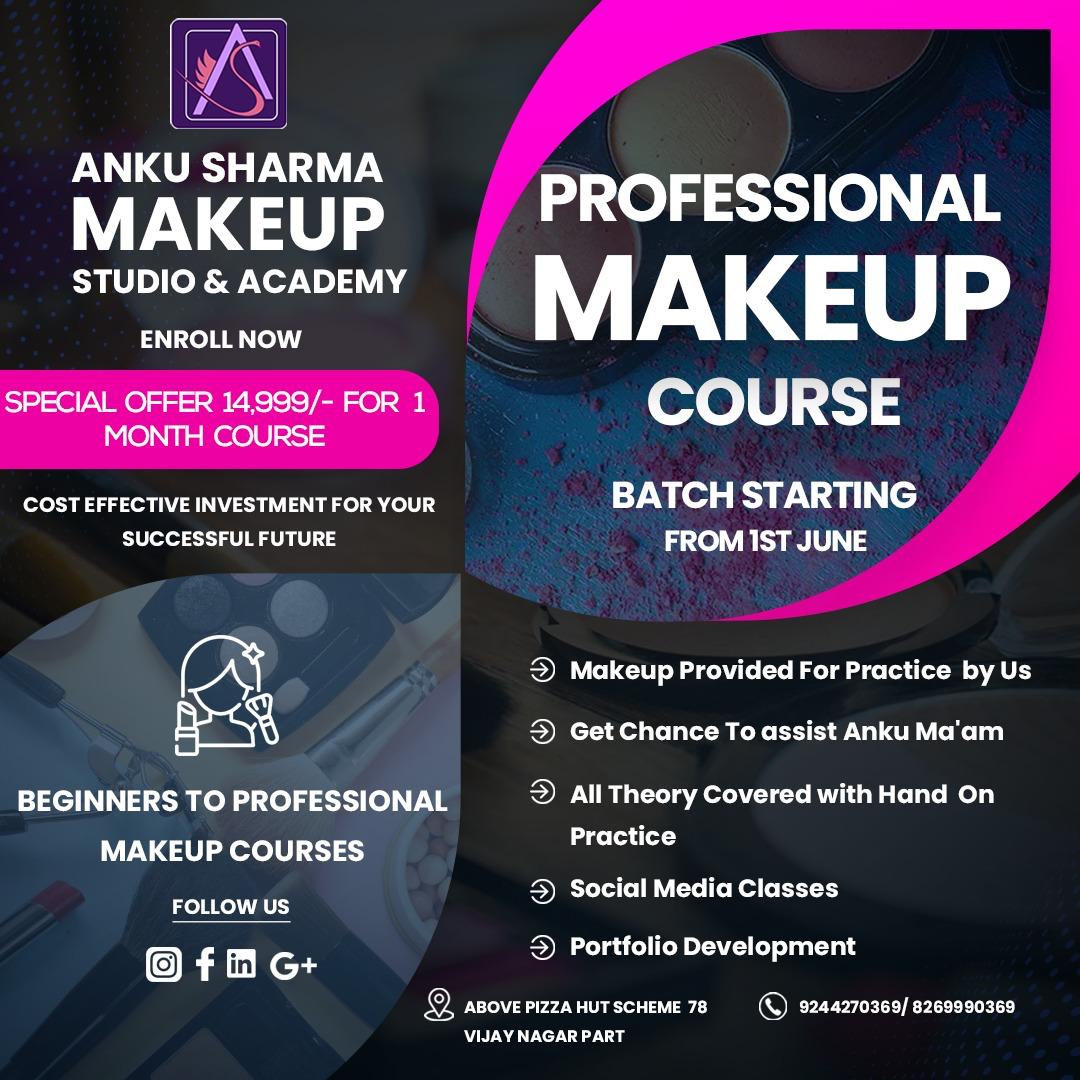 AS
ANKU SHARMA
MAKEUP
STUDIO & ACADEMY
ENROLL NOW
SPECIAL OFFER 14,999/- FOR 1
MONTH COURSE
COST EFFECTIVE INVESTMENT FOR YOUR
SUCCESSFUL FUTURE
PROFESSIONAL
MAKEUP
COURSE
BATCH STARTING
FROM 1ST JUNE
BEGINNERS TO PROFESSIONAL
MAKEUP COURSES
FOLLOW US
f in G+
Makeup Provided For Practice by Us
Get Chance To assist Anku Ma'am
All Theory Covered with Hand On
Practice
Social Media Classes
Portfolio Development
ABOVE PIZZA HUT SCHEME 78
VIJAY NAGAR PART
9244270369/ 8269990369